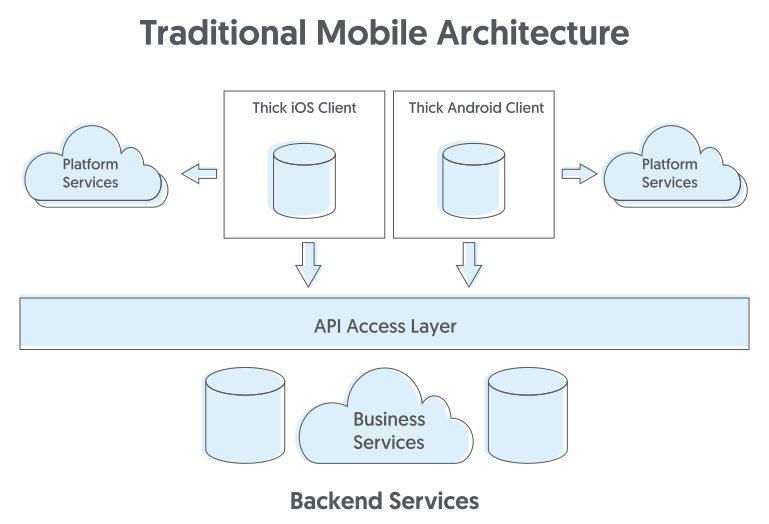 Traditional Mobile Architecture
Thick iOS Client
Thick Android Client
Platform
Services
Platform
Services
API Access Layer
Business
Services
Backend Services